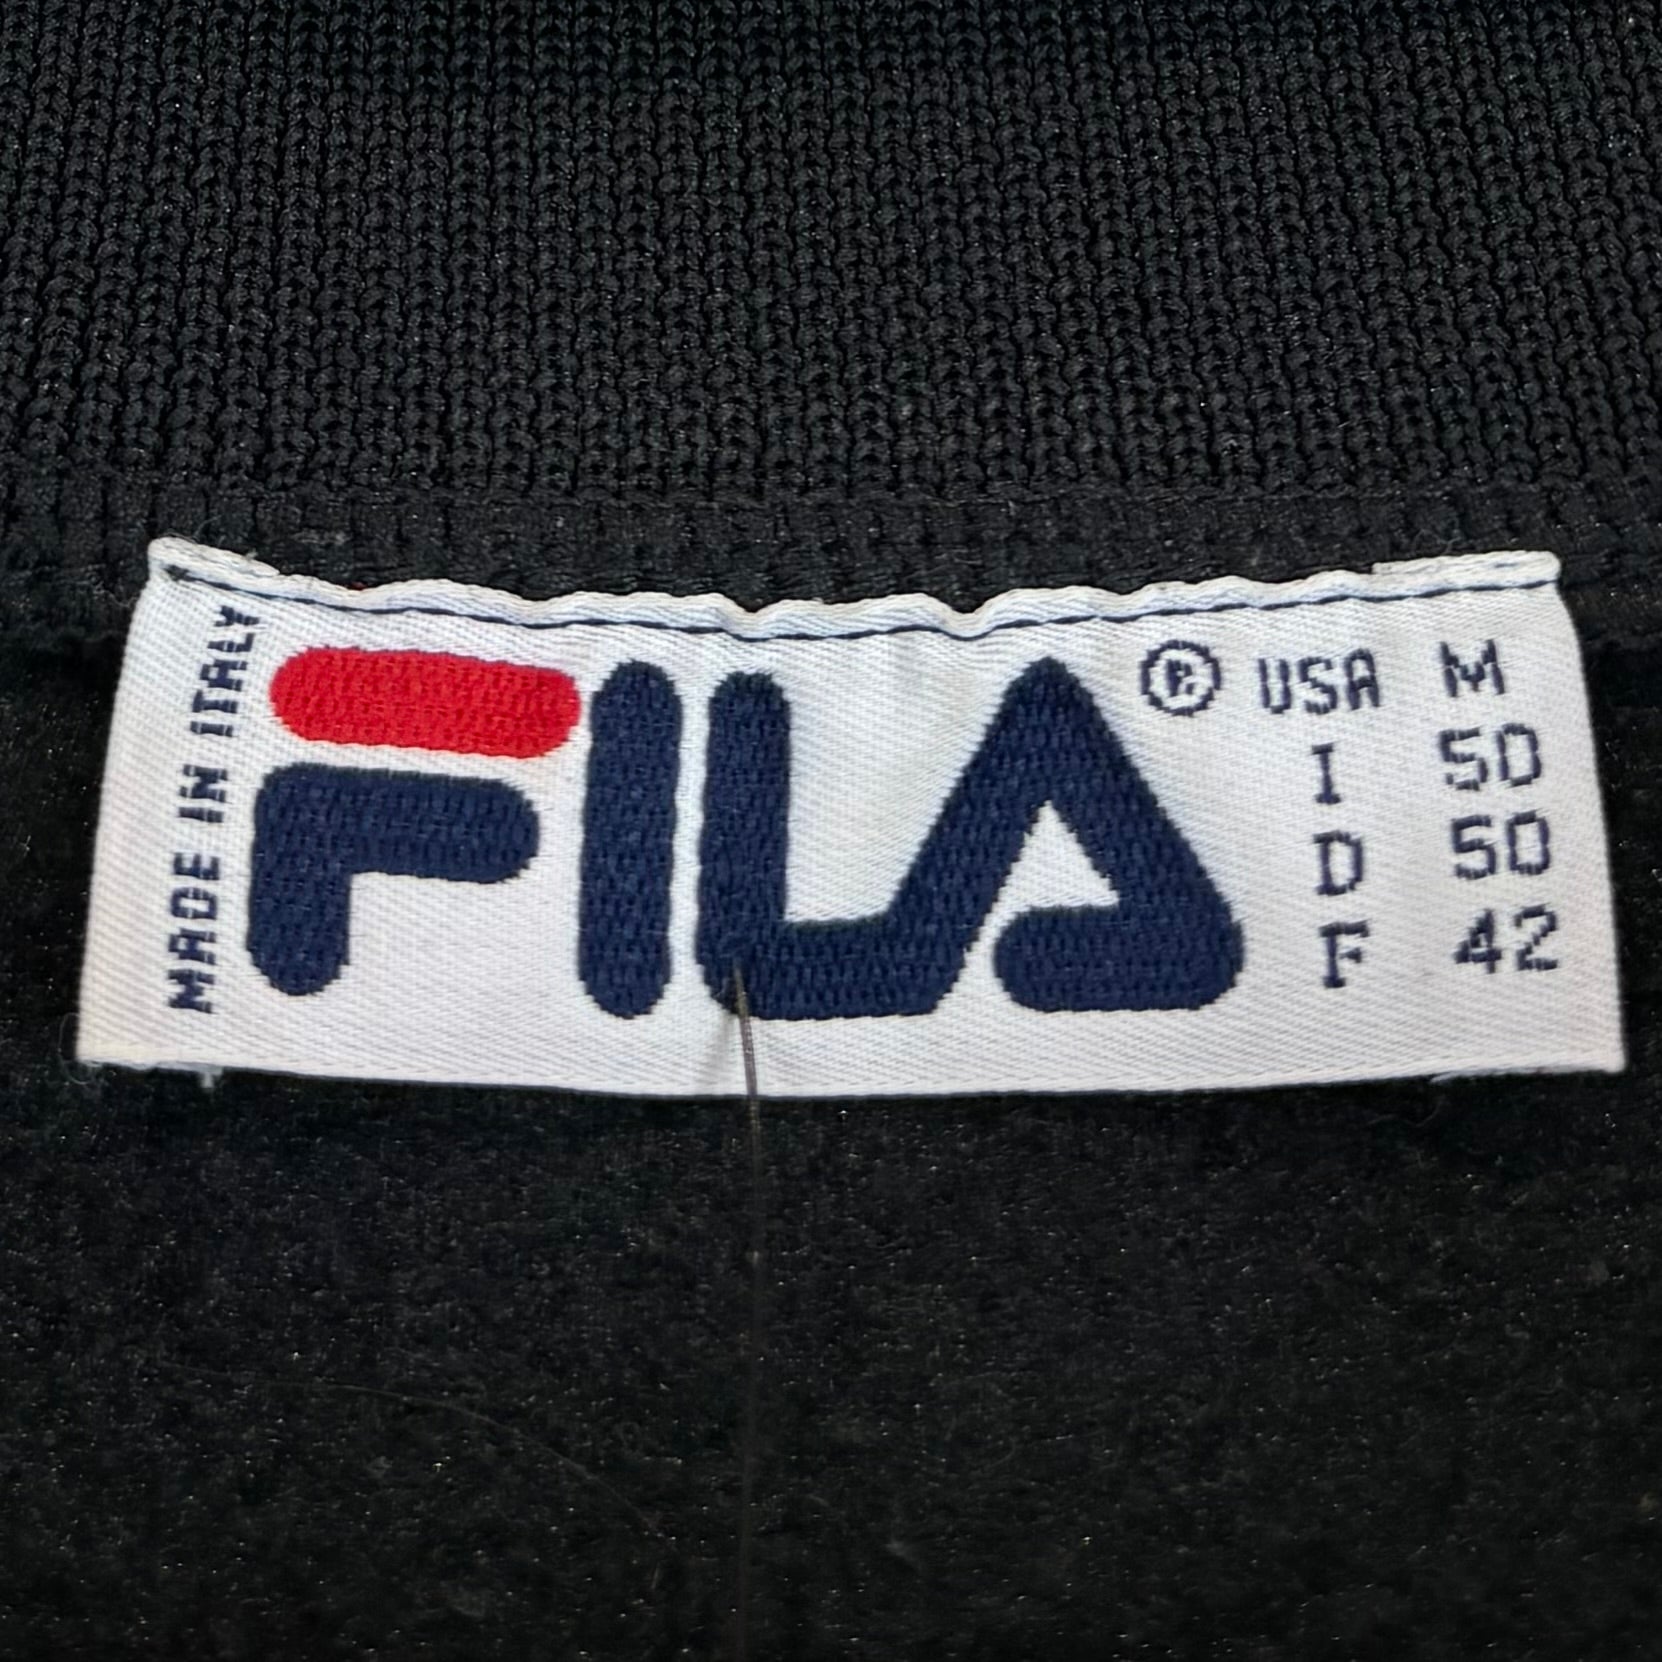 MADE IN ITALY
FILA ®
USA M
I 50
D 50
F 42